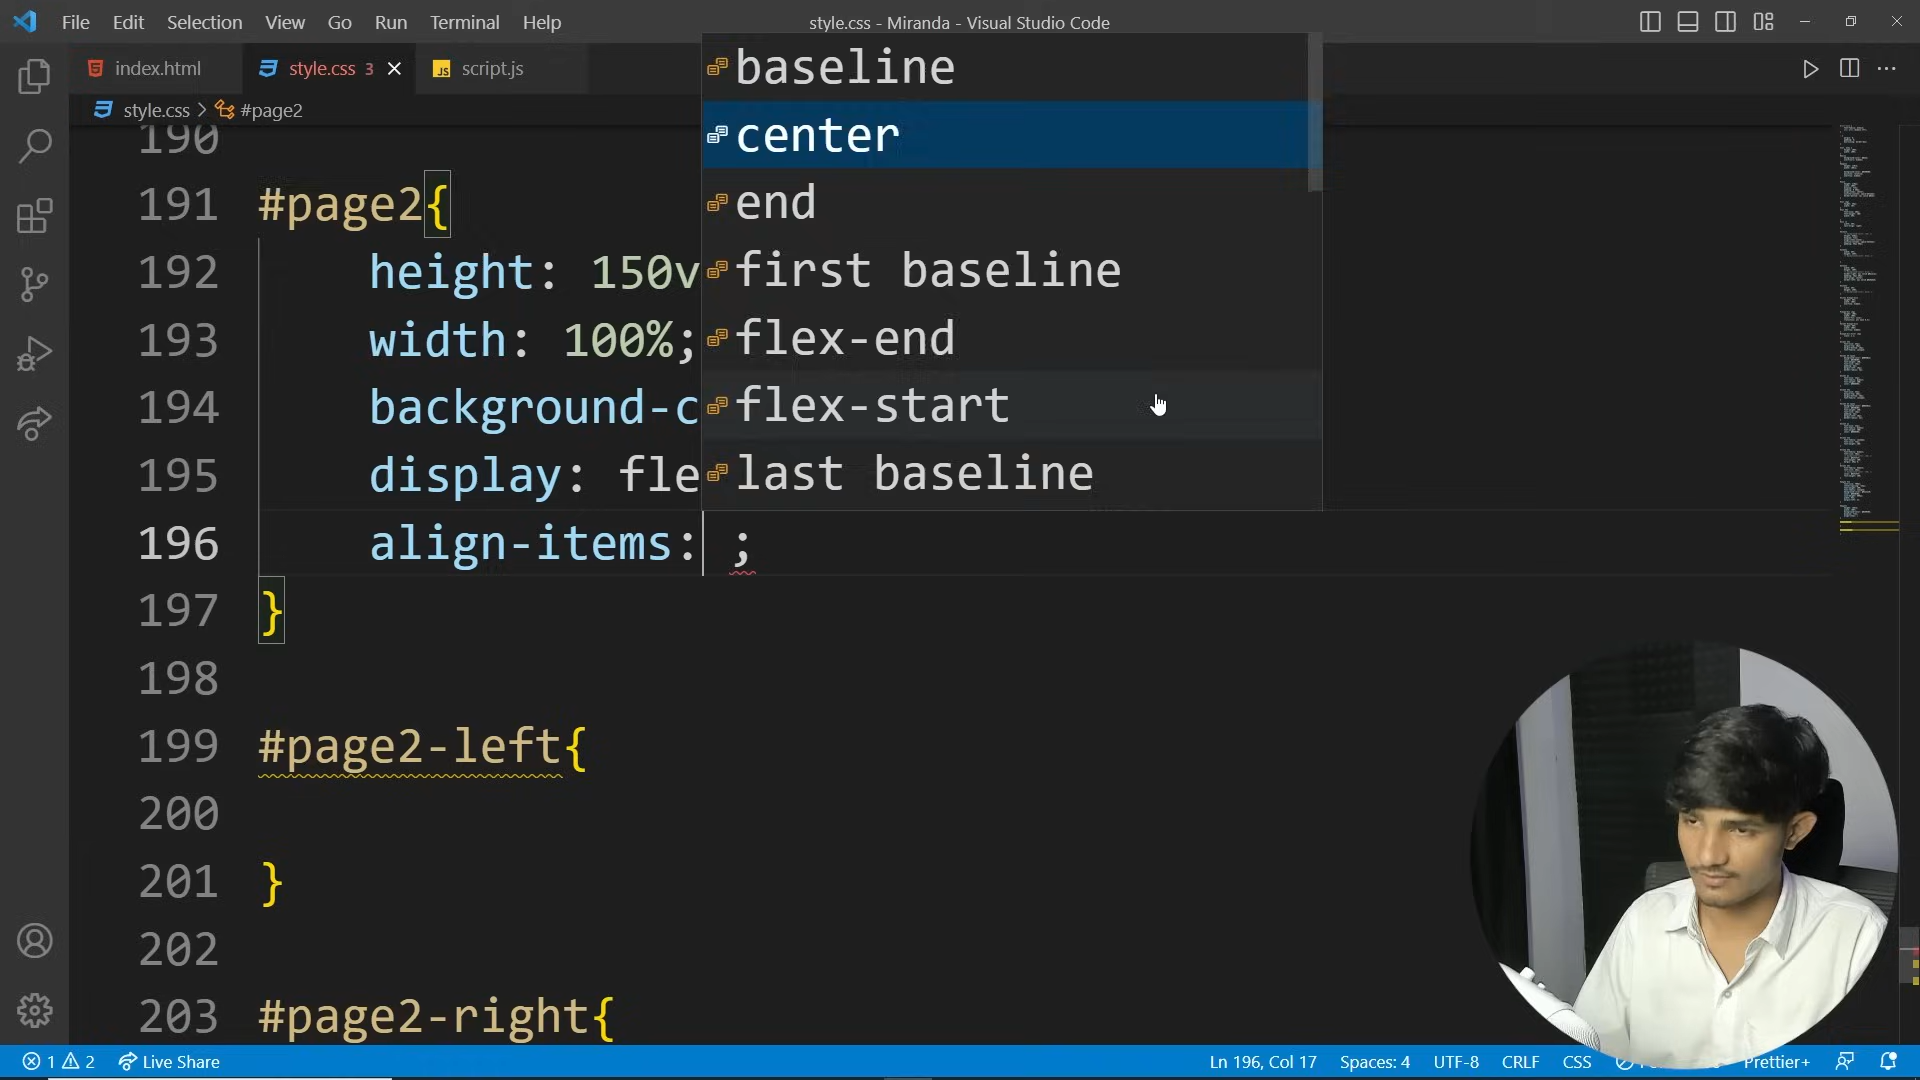 File Edit Selection View Go Run Terminal Help
style.css - Miranda - Visual Studio Code
index.html
style.css 3
JS script.js
style.css > #page2
190
191 #page2{
192 height: 150v
193 width: 100%;
194 background-c
195 display: fle
196 align-items: ;
197 }
198
199 #page2-left{
200
201 }
202
203 #page2-right{
baseline
center
end
first baseline
flex-end
flex-start
last baseline
1 2 Live Share
Ln 196, Col 17 Spaces: 4 UTF-8 CRLF CSS Prettier+